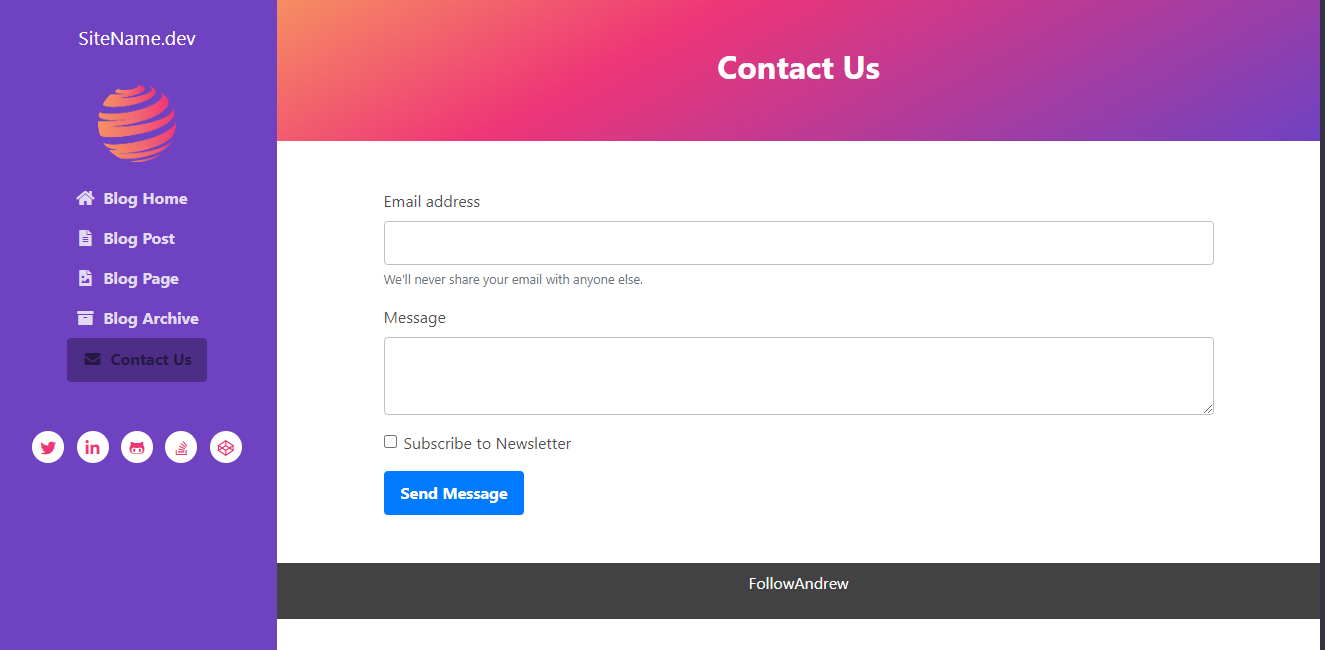 SiteName.dev
Blog Home
Blog Post
Blog Page
Blog Archive
Contact Us
Contact Us
Email address
We'll never share your email with anyone else.
Message
Subscribe to Newsletter
Send Message
FollowAndrew